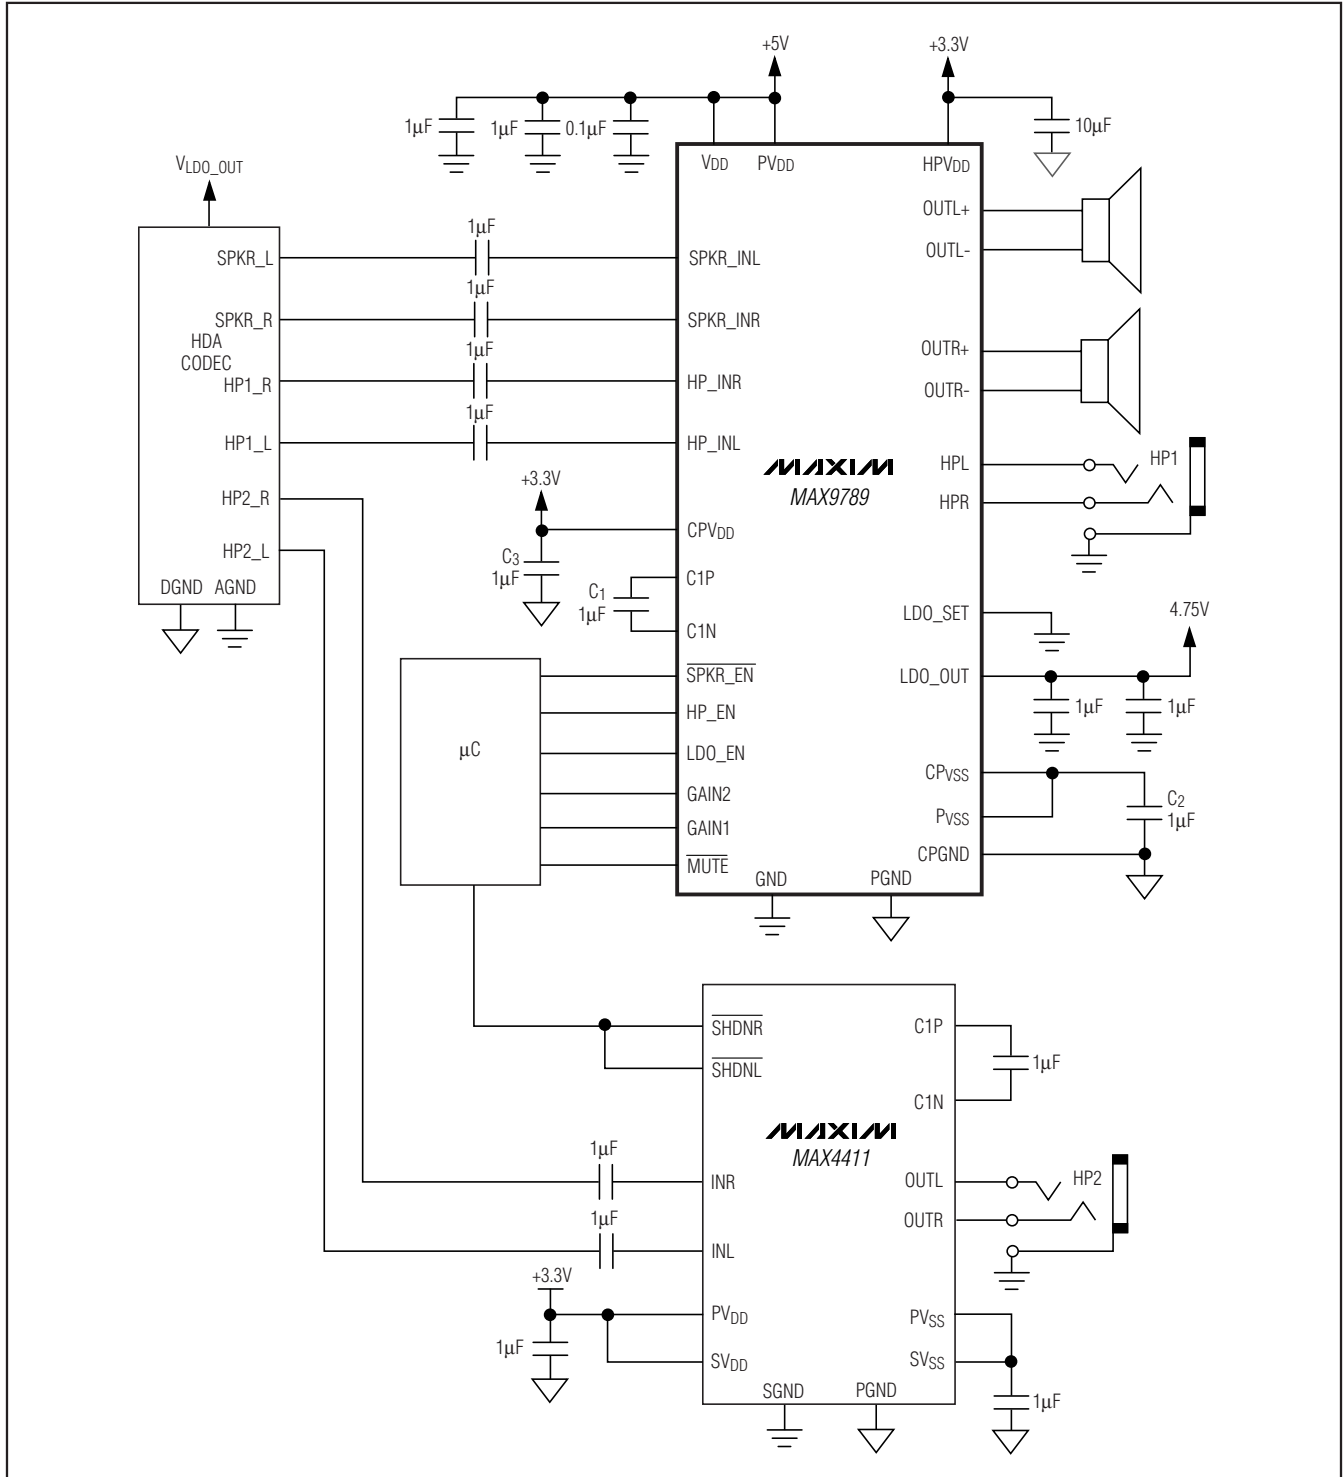 +5V
+3.3V
1µF
1µF
0.1µF
10µF
VDD
PVDD
HPVDD
VLDO_OUT
OUTL+
OUTL-
1µF
SPKR_L
SPKR_INL
1µF
SPKR_R
SPKR_INR
HDA
CODEC
1µF
OUTR+
OUTR-
HP1_R
HP_INR
1µF
HP1_L
HP_INL
MAXIM
MAX9789
HPL
HP1
HPR
+3.3V
HP2_R
CPVDD
HP2_L
C3
1µF
C1P
DGND
AGND
C1
1µF
C1N
LDO_SET
4.75V
SPKR_EN
LDO_OUT
HP_EN
1µF
1µF
µC
LDO_EN
CPVSS
GAIN2
C2
1µF
PVSS
GAIN1
CPGND
MUTE
GND
PGND
SHDNR
C1P
SHDNL
1µF
C1N
MAXIM
MAX4411
1µF
INR
OUTL
HP2
1µF
OUTR
INL
+3.3V
PVDD
PVSS
1µF
SVDD
SVSS
SGND
PGND
1µF